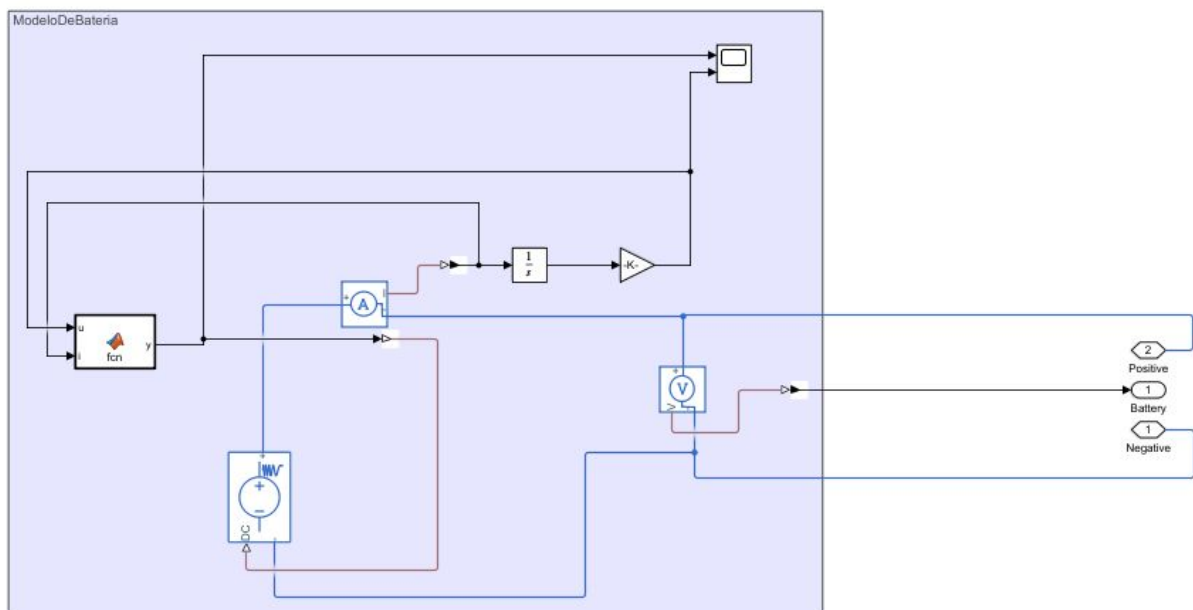 ModeloDeBateria
1
s
-K-
+
A
I
u
i
fcn
y
2
Positive
+
V
V
1
Battery
1
Negative
+
+
−
DC